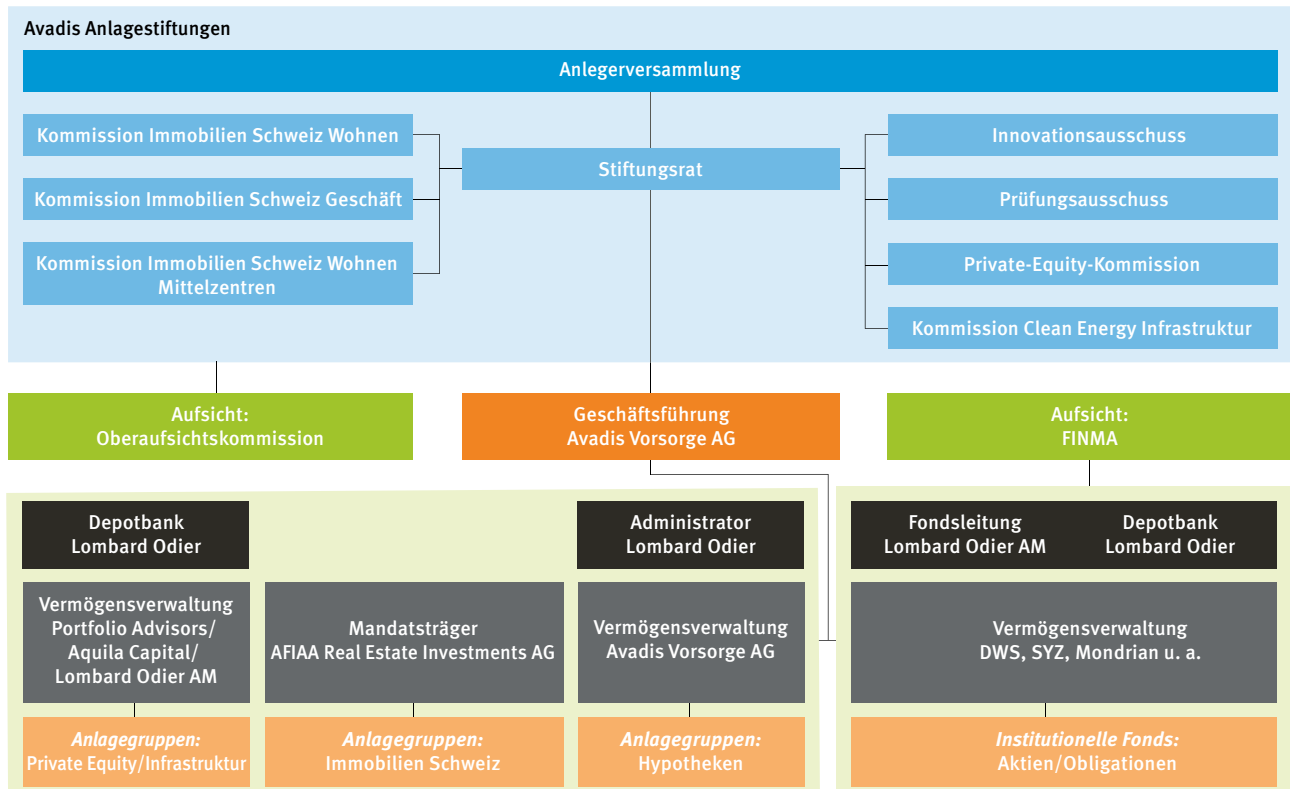 Avadis Anlagestiftungen
Anlegerversammlung
Kommission Immobilien Schweiz Wohnen
Kommission Immobilien Schweiz Geschäft
Kommission Immobilien Schweiz Wohnen
Mittelzentren
Stiftungsrat
Innovationsausschuss
Prüfungsausschuss
Private-Equity-Kommission
Kommission Clean Energy Infrastruktur
Aufsicht:
Oberaufsichtskommission
Geschäftsführung
Avadis Vorsorge AG
Aufsicht:
FINMA
Depotbank
Lombard Odier
Administrator
Lombard Odier
Fondsleitung
Lombard Odier AM
Depotbank
Lombard Odier
Vermögensverwaltung
Portfolio Advisors/
Aquila Capital/
Lombard Odier AM
Mandatsträger
AFIAA Real Estate Investments AG
Vermögensverwaltung
Avadis Vorsorge AG
Vermögensverwaltung
DWS, SYZ, Mondrian u. a.
Anlagegruppen:
Private Equity/Infrastruktur
Anlagegruppen:
Immobilien Schweiz
Anlagegruppen:
Hypotheken
Institutionelle Fonds:
Aktien/Obligationen